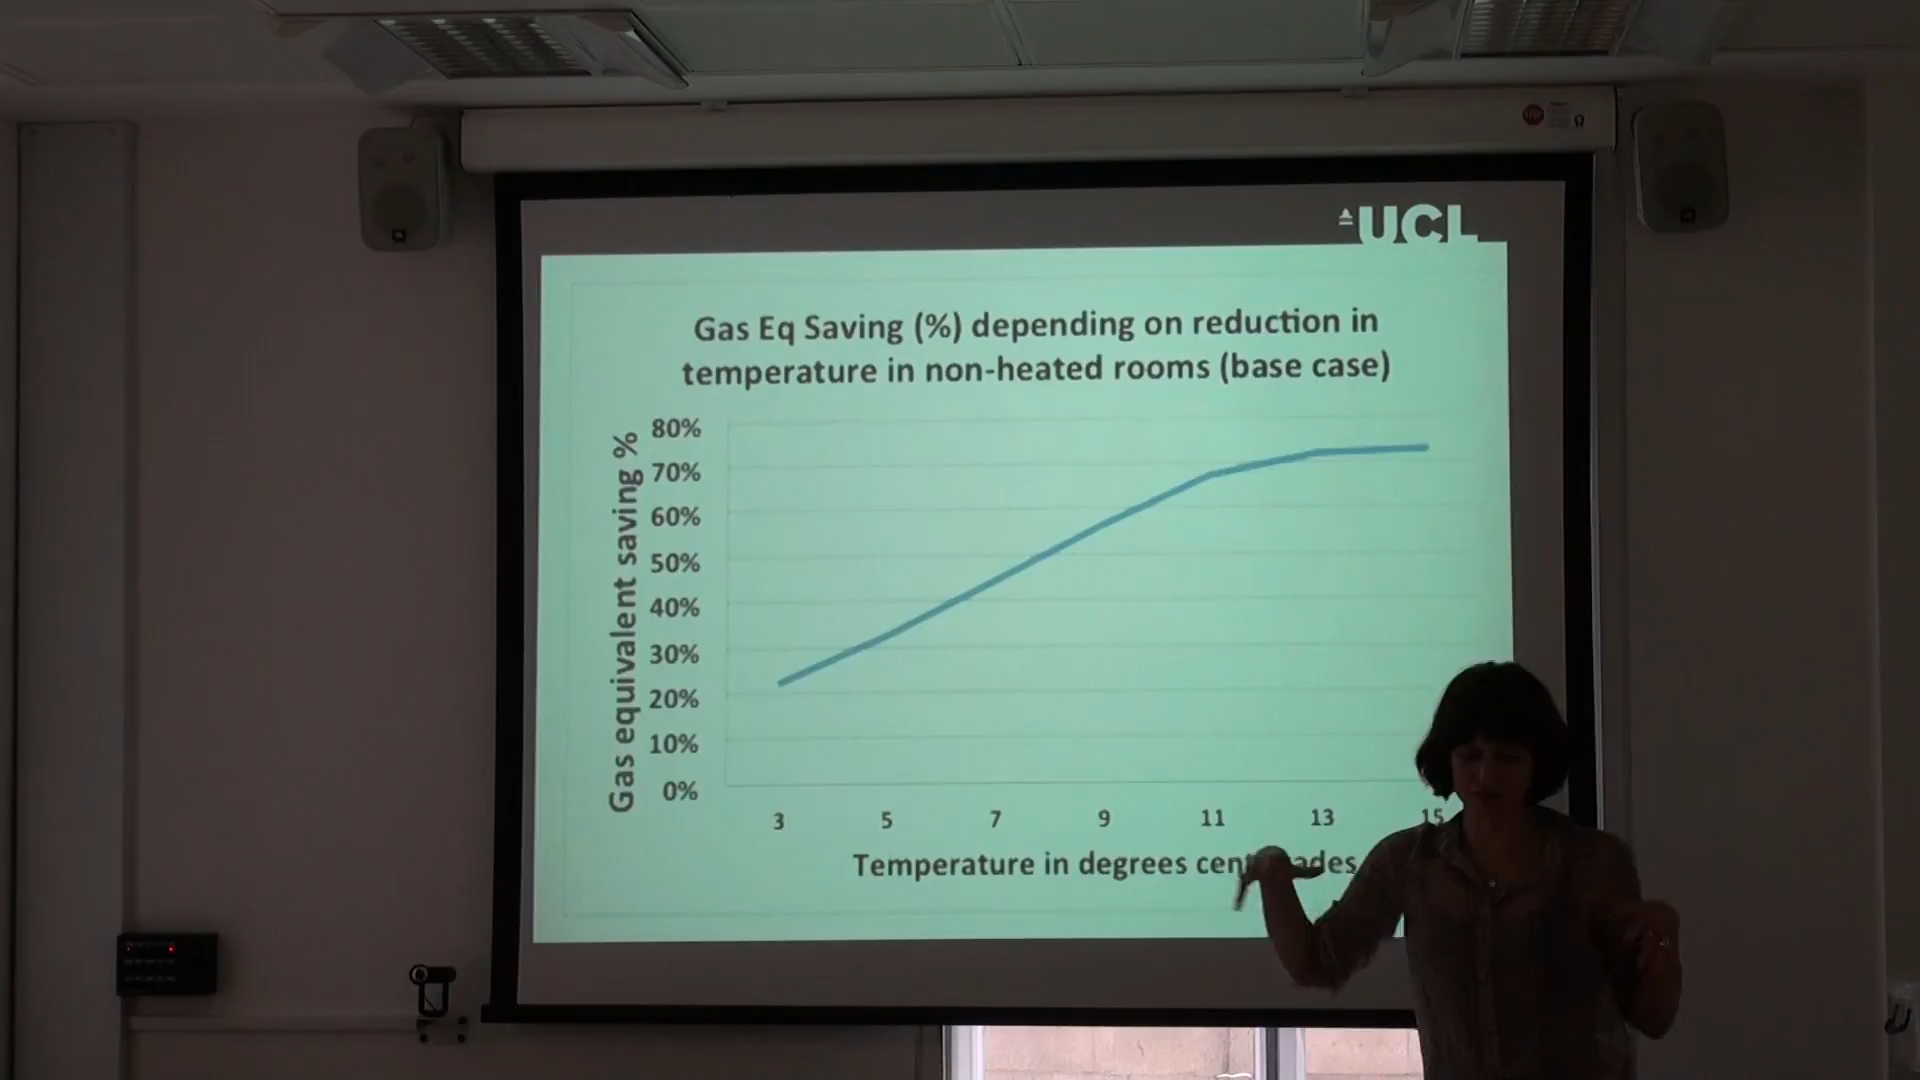 UCL
Gas Eq Saving (%) depending on reduction in
temperature in non-heated rooms (base case)
Gas equivalent saving %
80%
70%
60%
50%
40%
30%
20%
10%
0%
3 5 7 9 11 13 15
Temperature in degrees